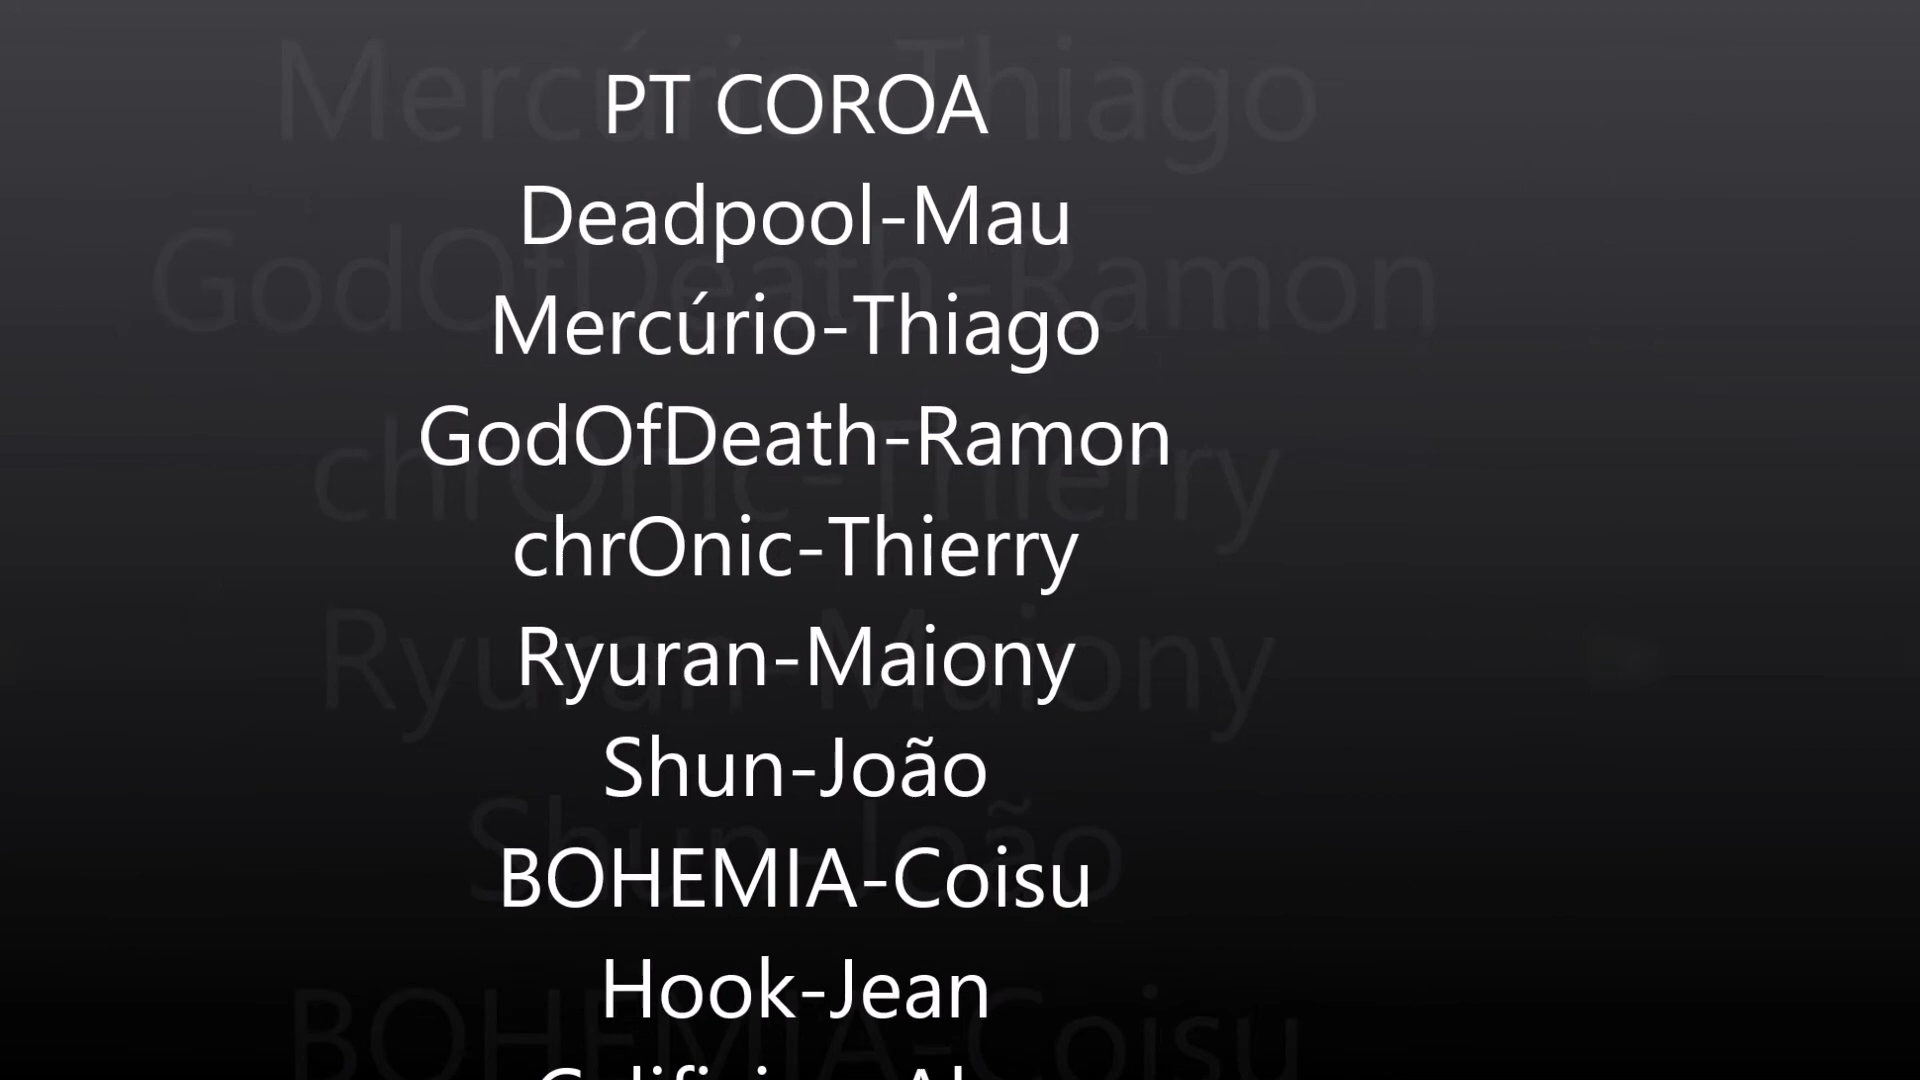 PT COROA
Deadpool-Mau
Mercúrio-Thiago
GodOfDeath-Ramon
chrOnic-Thierry
Ryuran-Maiony
Shun-João
BOHEMIA-Coisu
Hook-Jean